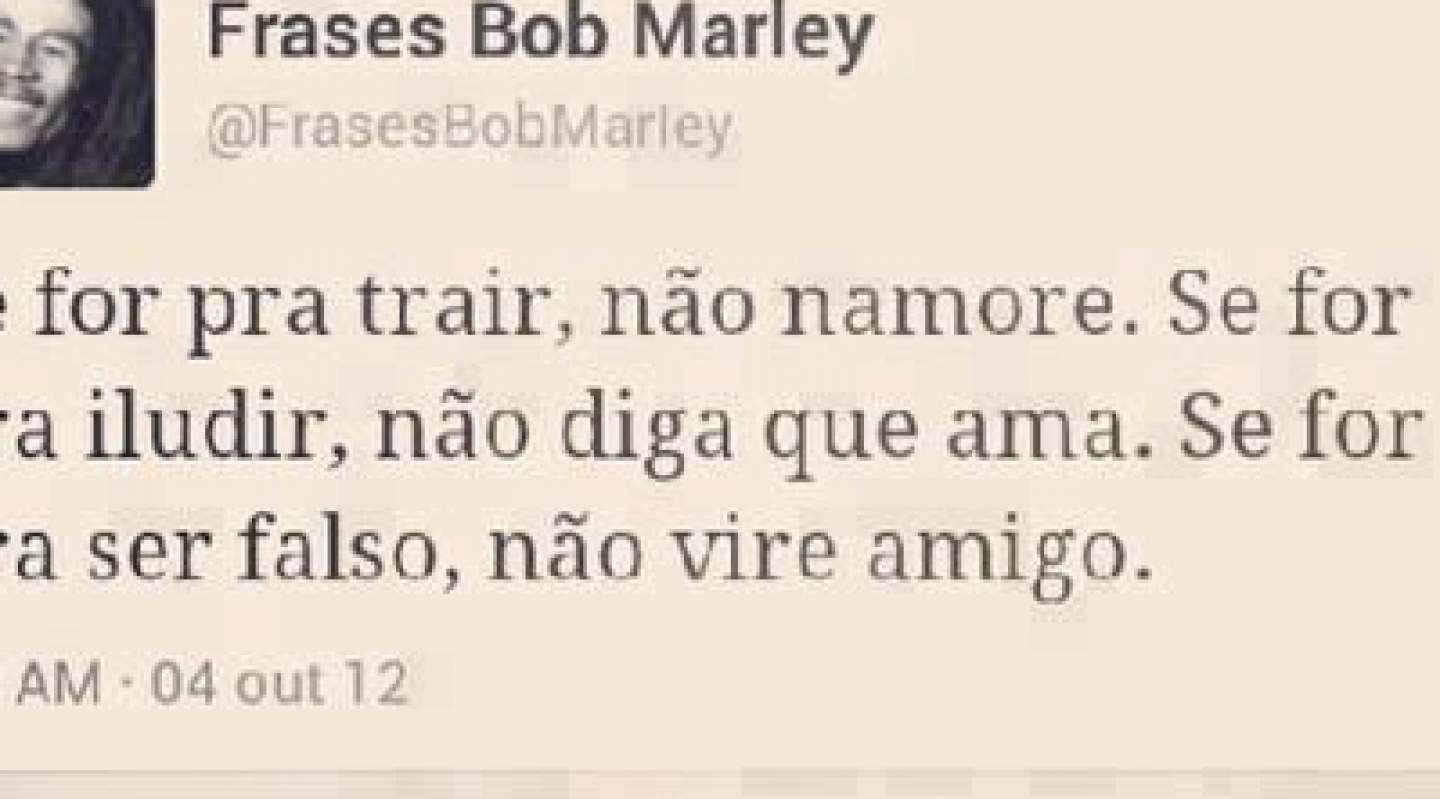 Frases Bob Marley
@FrasesBobMarley
for pra trair, não namore. Se for
iludir, não diga que ama. Se for
ser falso, não vire amigo.
AM · 04 out 12